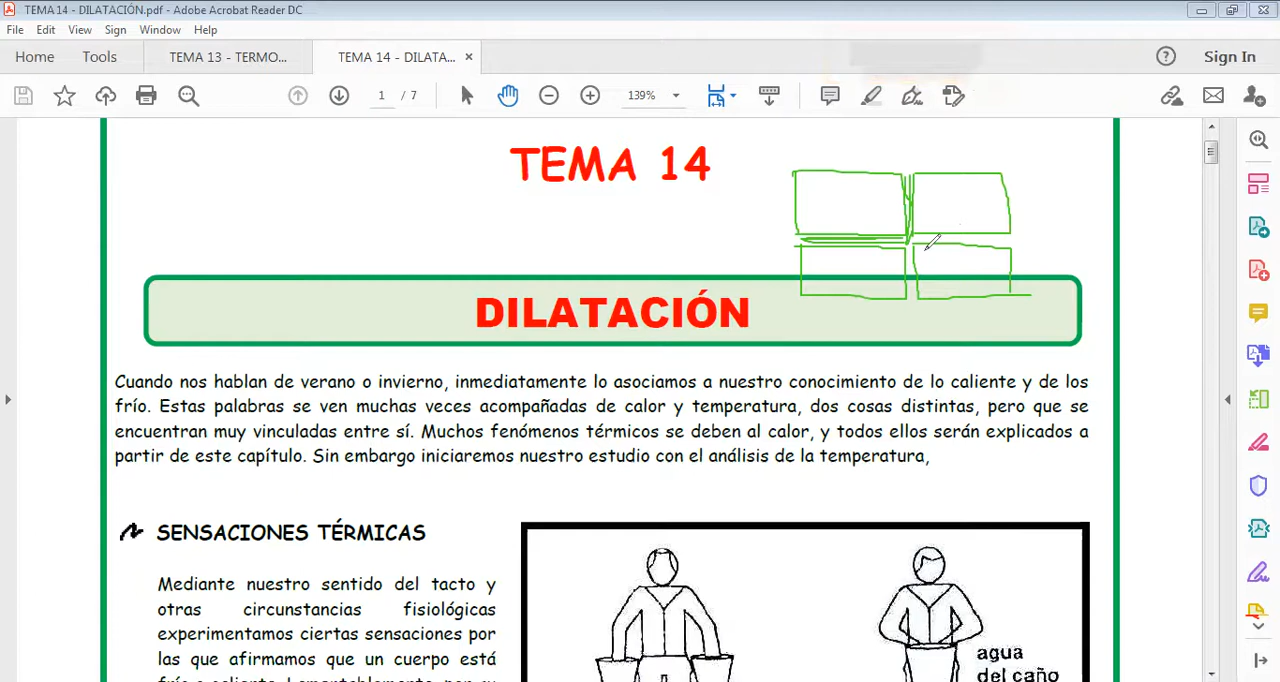 TEMA 14 - DILATACIÓN.pdf - Adobe Acrobat Reader DC
File Edit View Sign Window Help
Home Tools TEMA 13 - TERMO... TEMA 14 - DILATA... × ? Sign In
1 / 7 139%
TEMA 14
DILATACIÓN
Cuando nos hablan de verano o invierno, inmediatamente lo asociamos a nuestro conocimiento de lo caliente y de los
frío. Estas palabras se ven muchas veces acompañadas de calor y temperatura, dos cosas distintas, pero que se
encuentran muy vinculadas entre sí. Muchos fenómenos térmicos se deben al calor, y todos ellos serán explicados a
partir de este capítulo. Sin embargo iniciaremos nuestro estudio con el análisis de la temperatura,
SENSACIONES TÉRMICAS
Mediante nuestro sentido del tacto y
otras circunstancias fisiológicas
experimentamos ciertas sensaciones por
las que afirmamos que un cuerpo está
agua
del caño